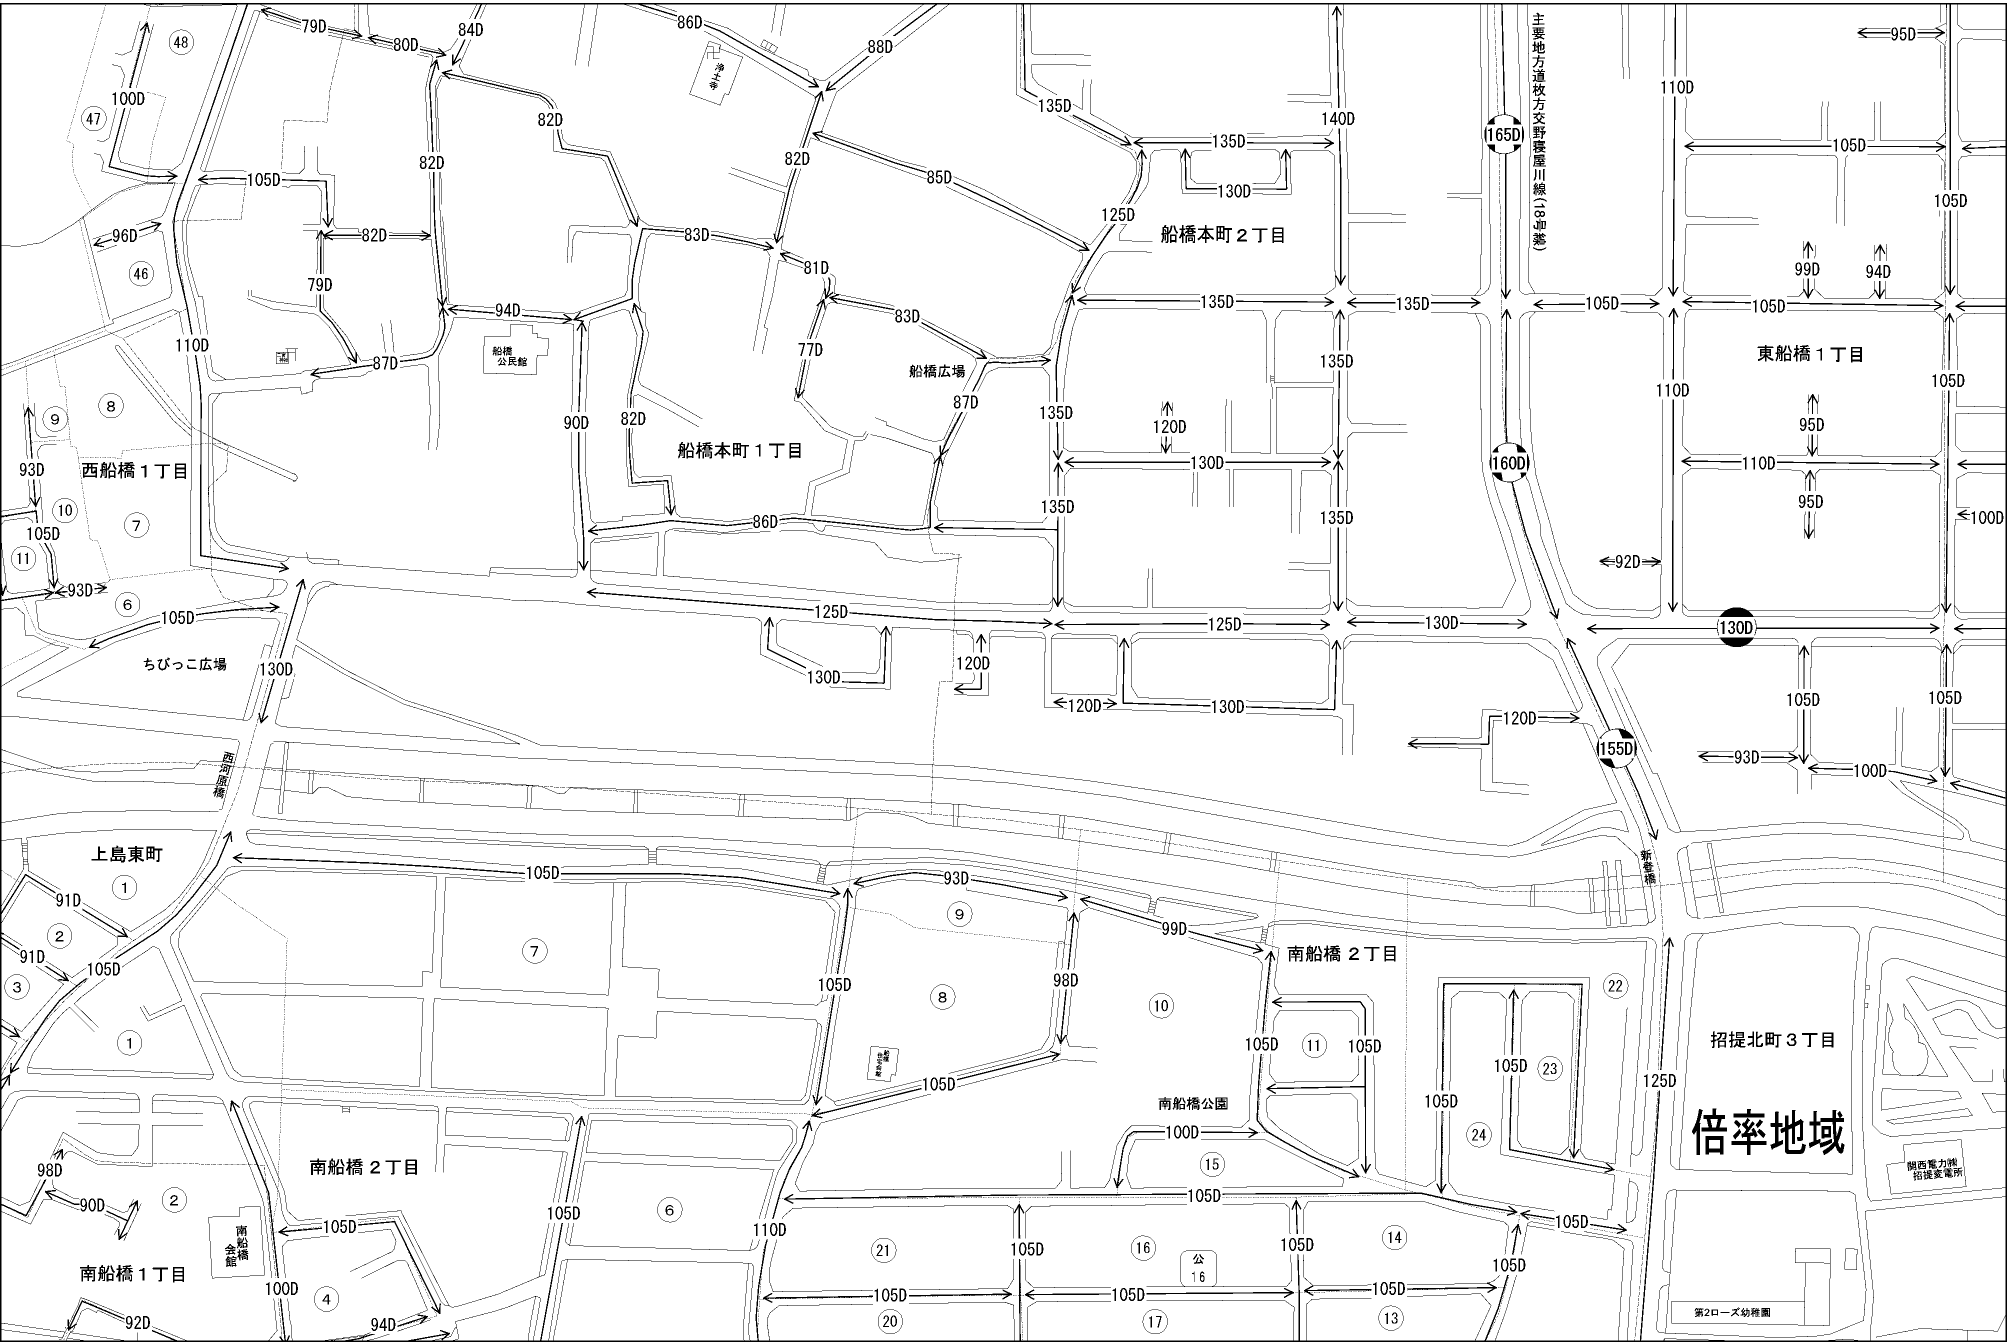 79D
80D
84D
86D
88D
95D
48
主要地方道枚方交野寝屋川線(18号線)
浄土寺
100D
47
82D
135D
140D
110D
165D
82D
82D
135D
105D
105D
85D
130D
105D
96D
82D
83D
125D
船橋本町２丁目
46
79D
81D
99D
94D
94D
83D
135D
135D
105D
105D
110D
87D
船橋
公民館
77D
船橋広場
135D
東船橋１丁目
8
9
90D
82D
87D
135D
120D
110D
105D
95D
93D
西船橋１丁目
船橋本町１丁目
130D
160D
110D
10
7
86D
135D
135D
95D
100D
105D
11
92D
93D
6
105D
125D
125D
130D
130D
ちびっこ広場
130D
130D
120D
120D
130D
120D
105D
105D
155D
93D
100D
西河原橋
上島東町
1
105D
93D
新登橋
91D
9
2
7
99D
南船橋２丁目
91D
105D
3
105D
8
98D
10
22
1
105D
11
105D
招提北町３丁目
船橋
住宅会館
105D
105D
105D
23
125D
南船橋公園
105D
100D
24
倍率地域
98D
南船橋２丁目
15
関西電力㈱
招提変電所
90D
2
105D
105D
6
105D
110D
105D
南船橋
会館
21
105D
16
105D
14
105D
公
16
南船橋１丁目
100D
4
105D
105D
105D
92D
94D
20
17
13
第2ローズ幼稚園